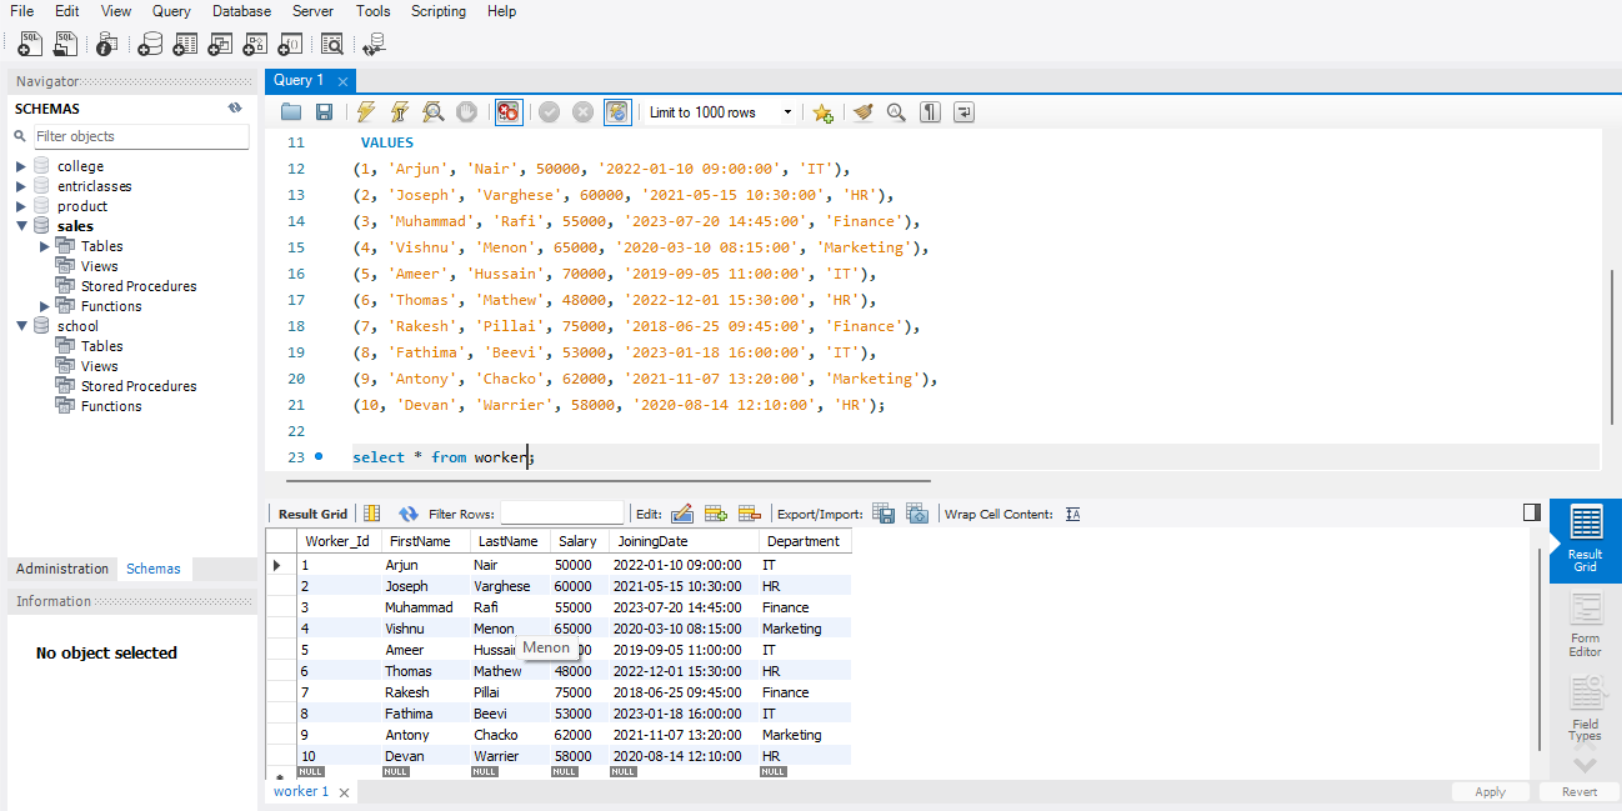 File Edit View Query Database Server Tools Scripting Help
SQL SQL
Navigator
SCHEMAS
Filter objects
college
entriclasses
product
sales
Tables
Views
Stored Procedures
Functions
school
Tables
Views
Stored Procedures
Functions
Administration Schemas
Information
No object selected
Query 1
Limit to 1000 rows
11 VALUES
12 (1, 'Arjun', 'Nair', 50000, '2022-01-10 09:00:00', 'IT'),
13 (2, 'Joseph', 'Varghese', 60000, '2021-05-15 10:30:00', 'HR'),
14 (3, 'Muhammad', 'Rafi', 55000, '2023-07-20 14:45:00', 'Finance'),
15 (4, 'Vishnu', 'Menon', 65000, '2020-03-10 08:15:00', 'Marketing'),
16 (5, 'Ameer', 'Hussain', 70000, '2019-09-05 11:00:00', 'IT'),
17 (6, 'Thomas', 'Mathew', 48000, '2022-12-01 15:30:00', 'HR'),
18 (7, 'Rakesh', 'Pillai', 75000, '2018-06-25 09:45:00', 'Finance'),
19 (8, 'Fathima', 'Beevi', 53000, '2023-01-18 16:00:00', 'IT'),
20 (9, 'Antony', 'Chacko', 62000, '2021-11-07 13:20:00', 'Marketing'),
21 (10, 'Devan', 'Warrier', 58000, '2020-08-14 12:10:00', 'HR');
22
23 select * from worker;
Result Grid Filter Rows: Edit: Export/Import: Wrap Cell Content: IA
Worker_Id FirstName LastName Salary JoiningDate Department
1 Arjun Nair 50000 2022-01-10 09:00:00 IT
2 Joseph Varghese 60000 2021-05-15 10:30:00 HR
3 Muhammad Rafi 55000 2023-07-20 14:45:00 Finance
4 Vishnu Menon 65000 2020-03-10 08:15:00 Marketing
5 Ameer Hussain 2019-09-05 11:00:00 IT
Menon
6 Thomas Mathew 48000 2022-12-01 15:30:00 HR
7 Rakesh Pillai 75000 2018-06-25 09:45:00 Finance
8 Fathima Beevi 53000 2023-01-18 16:00:00 IT
9 Antony Chacko 62000 2021-11-07 13:20:00 Marketing
10 Devan Warrier 58000 2020-08-14 12:10:00 HR
NULL NULL NULL NULL NULL NULL
worker 1
Result
Grid
Form
Editor
Field
Types
Apply Revert